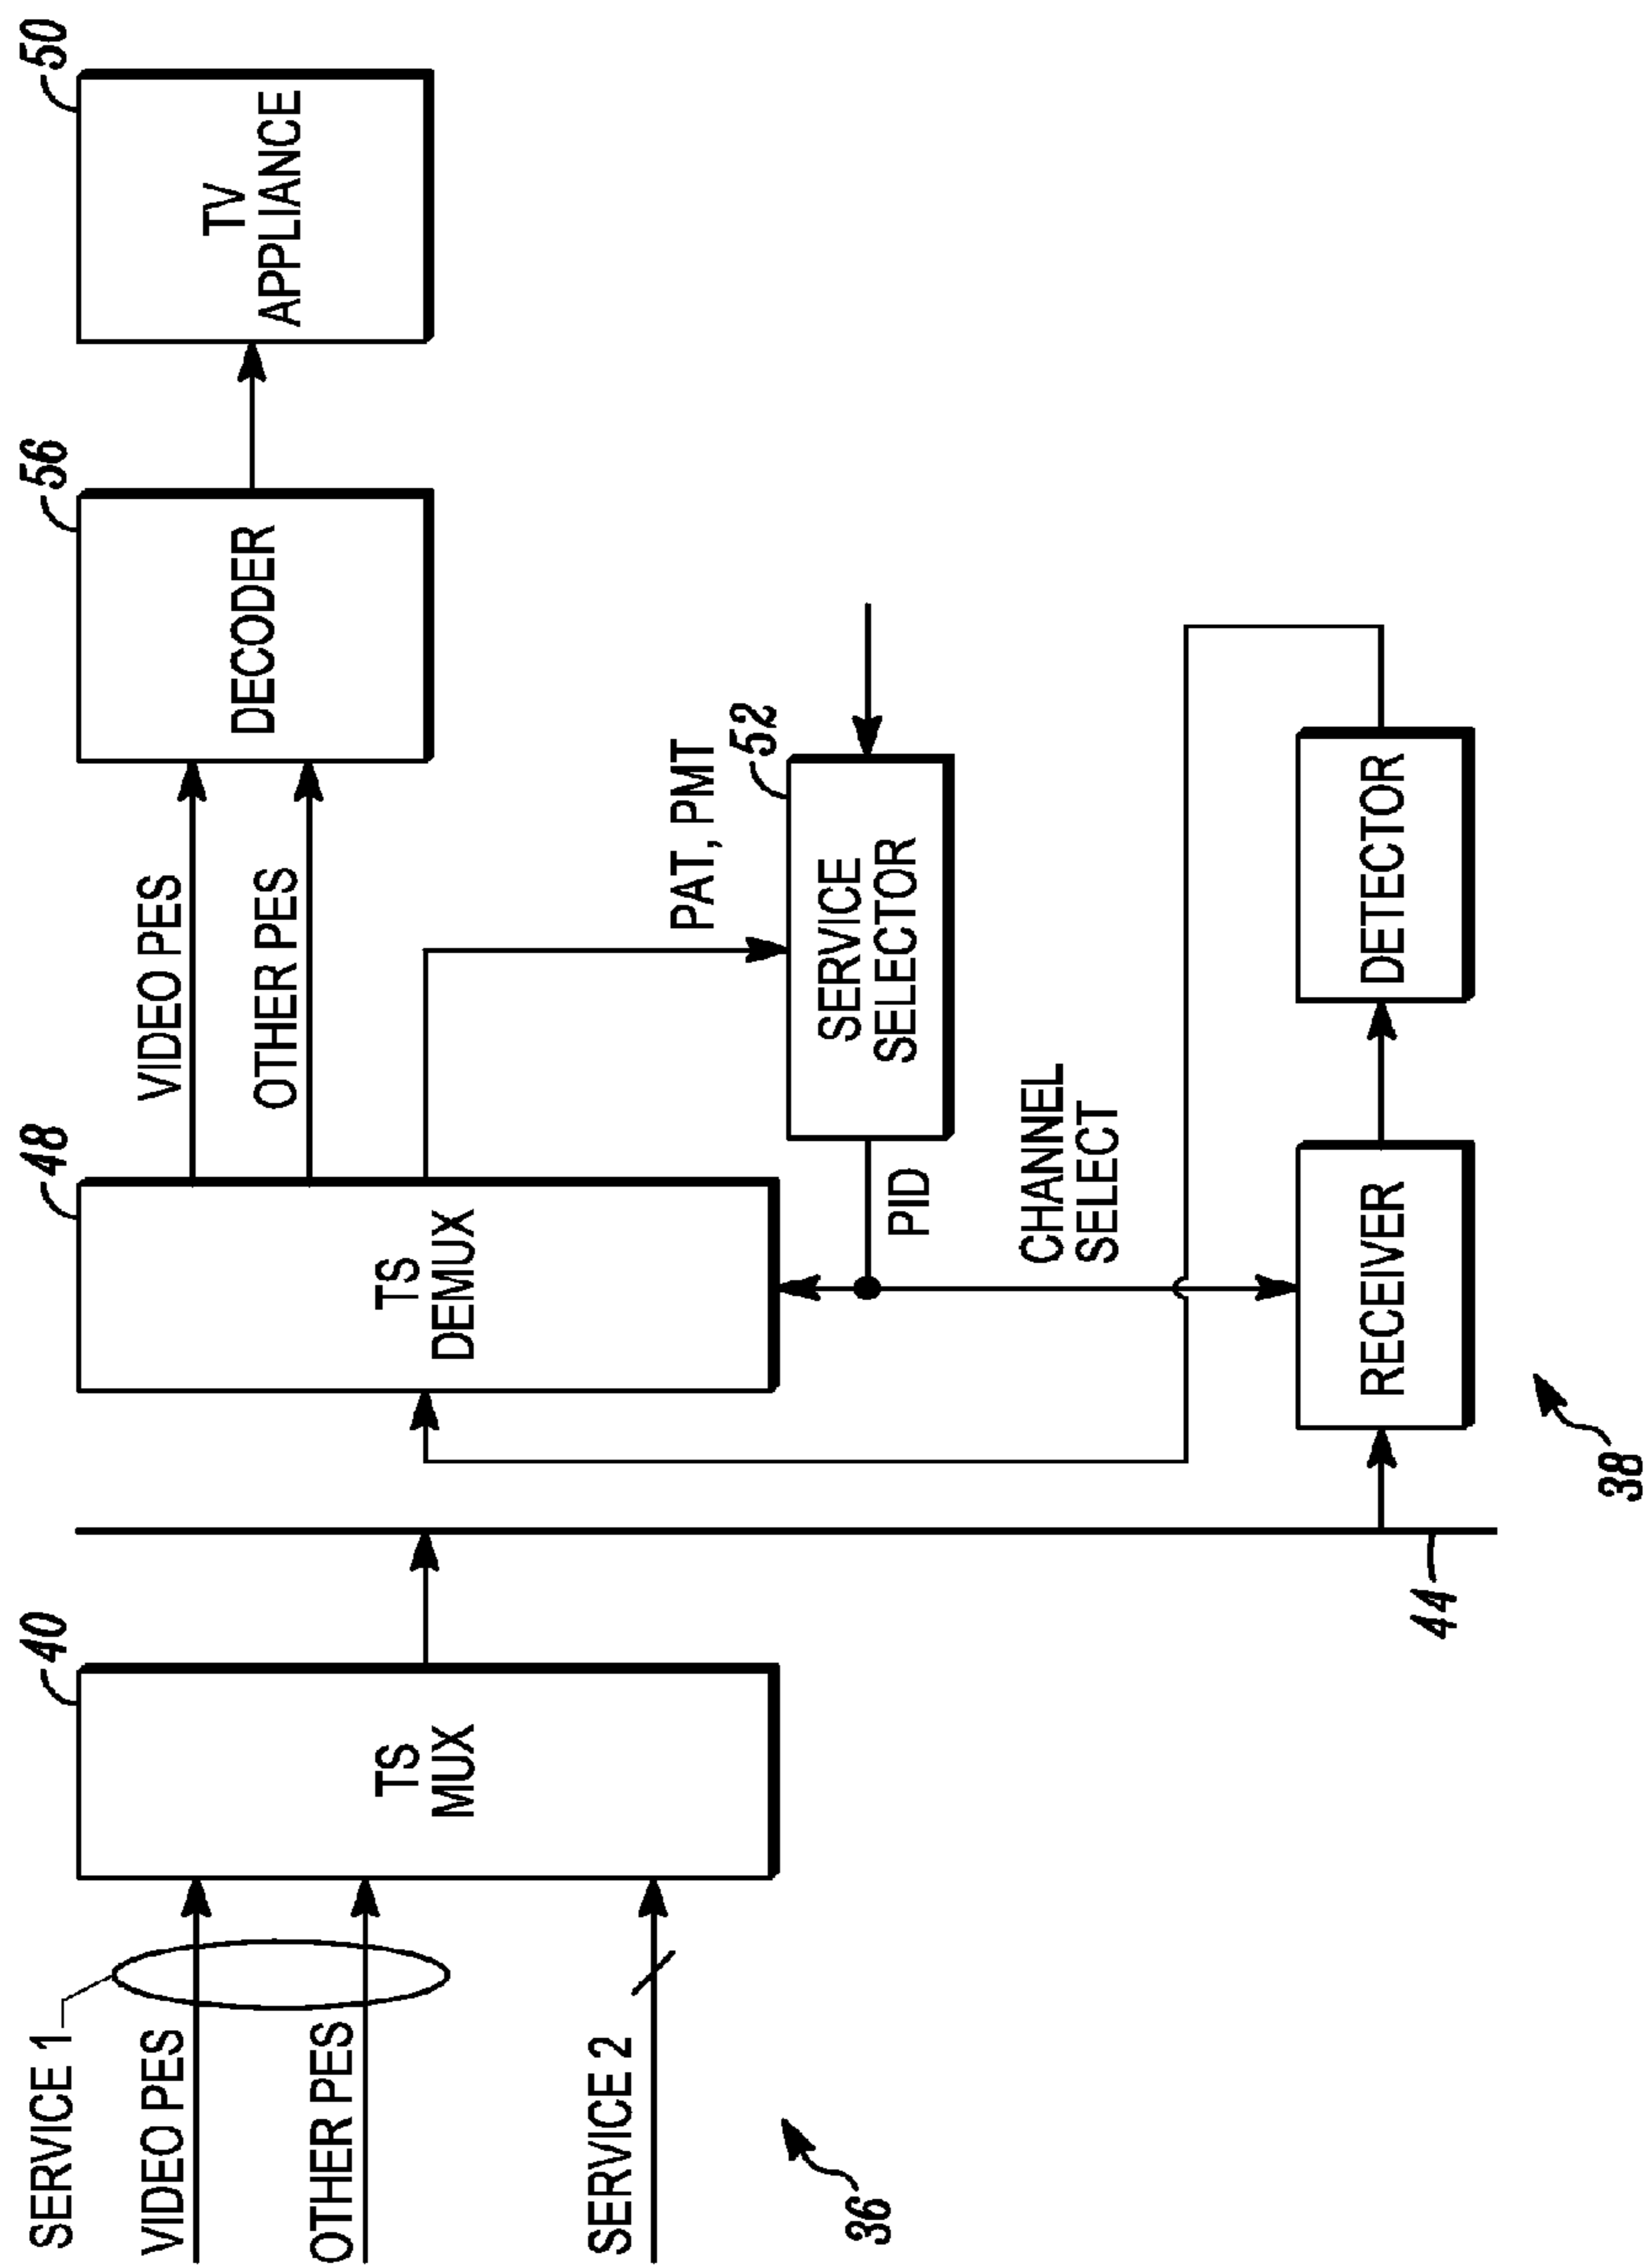 SERVICE 1
VIDEO PES
OTHER PES
SERVICE 2
36
40
TS
MUX
44
48
TS
DEMUX
VIDEO PES
OTHER PES
56
DECODER
50
TV
APPLIANCE
PAT, PMT
52
SERVICE
SELECTOR
PID
CHANNEL
SELECT
RECEIVER
DETECTOR
38